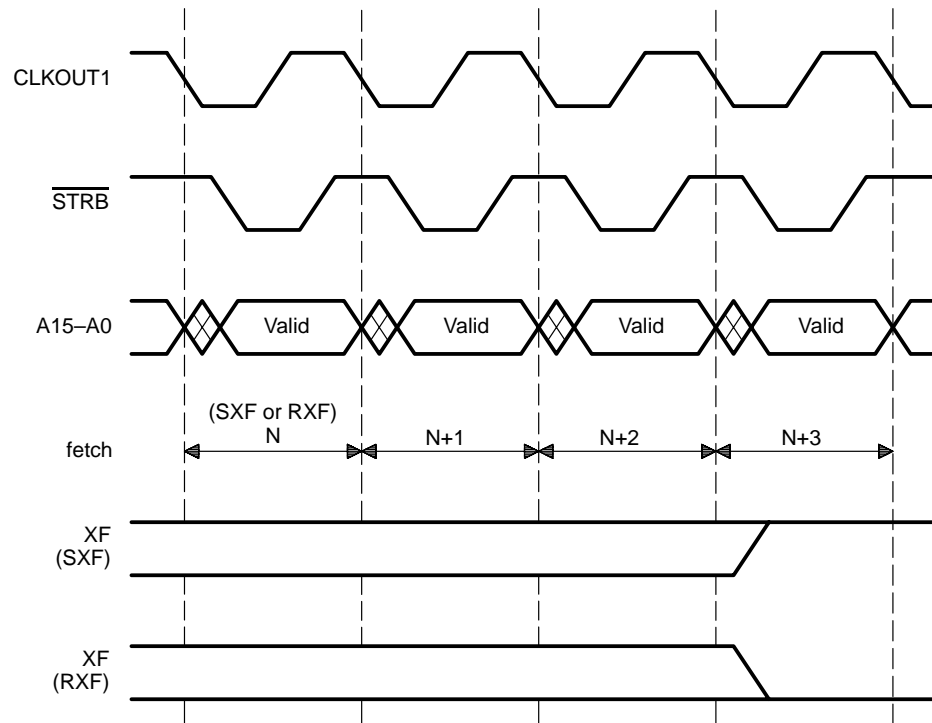 CLKOUT1
STRB
A15–A0
Valid
Valid
Valid
Valid
(SXF or RXF)
fetch
N
N+1
N+2
N+3
XF
(SXF)
XF
(RXF)